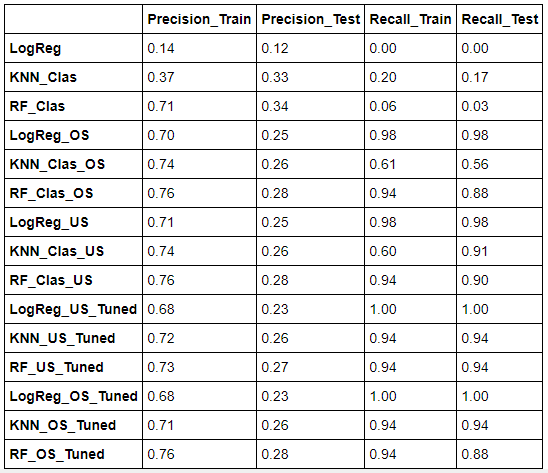 Precision_Train Precision_Test Recall_Train Recall_Test
LogReg 0.14 0.12 0.00 0.00
KNN_Clas 0.37 0.33 0.20 0.17
RF_Clas 0.71 0.34 0.06 0.03
LogReg_OS 0.70 0.25 0.98 0.98
KNN_Clas_OS 0.74 0.26 0.61 0.56
RF_Clas_OS 0.76 0.28 0.94 0.88
LogReg_US 0.71 0.25 0.98 0.98
KNN_Clas_US 0.74 0.26 0.60 0.91
RF_Clas_US 0.76 0.28 0.94 0.90
LogReg_US_Tuned 0.68 0.23 1.00 1.00
KNN_US_Tuned 0.72 0.26 0.94 0.94
RF_US_Tuned 0.73 0.27 0.94 0.94
LogReg_OS_Tuned 0.68 0.23 1.00 1.00
KNN_OS_Tuned 0.71 0.26 0.94 0.94
RF_OS_Tuned 0.76 0.28 0.94 0.88